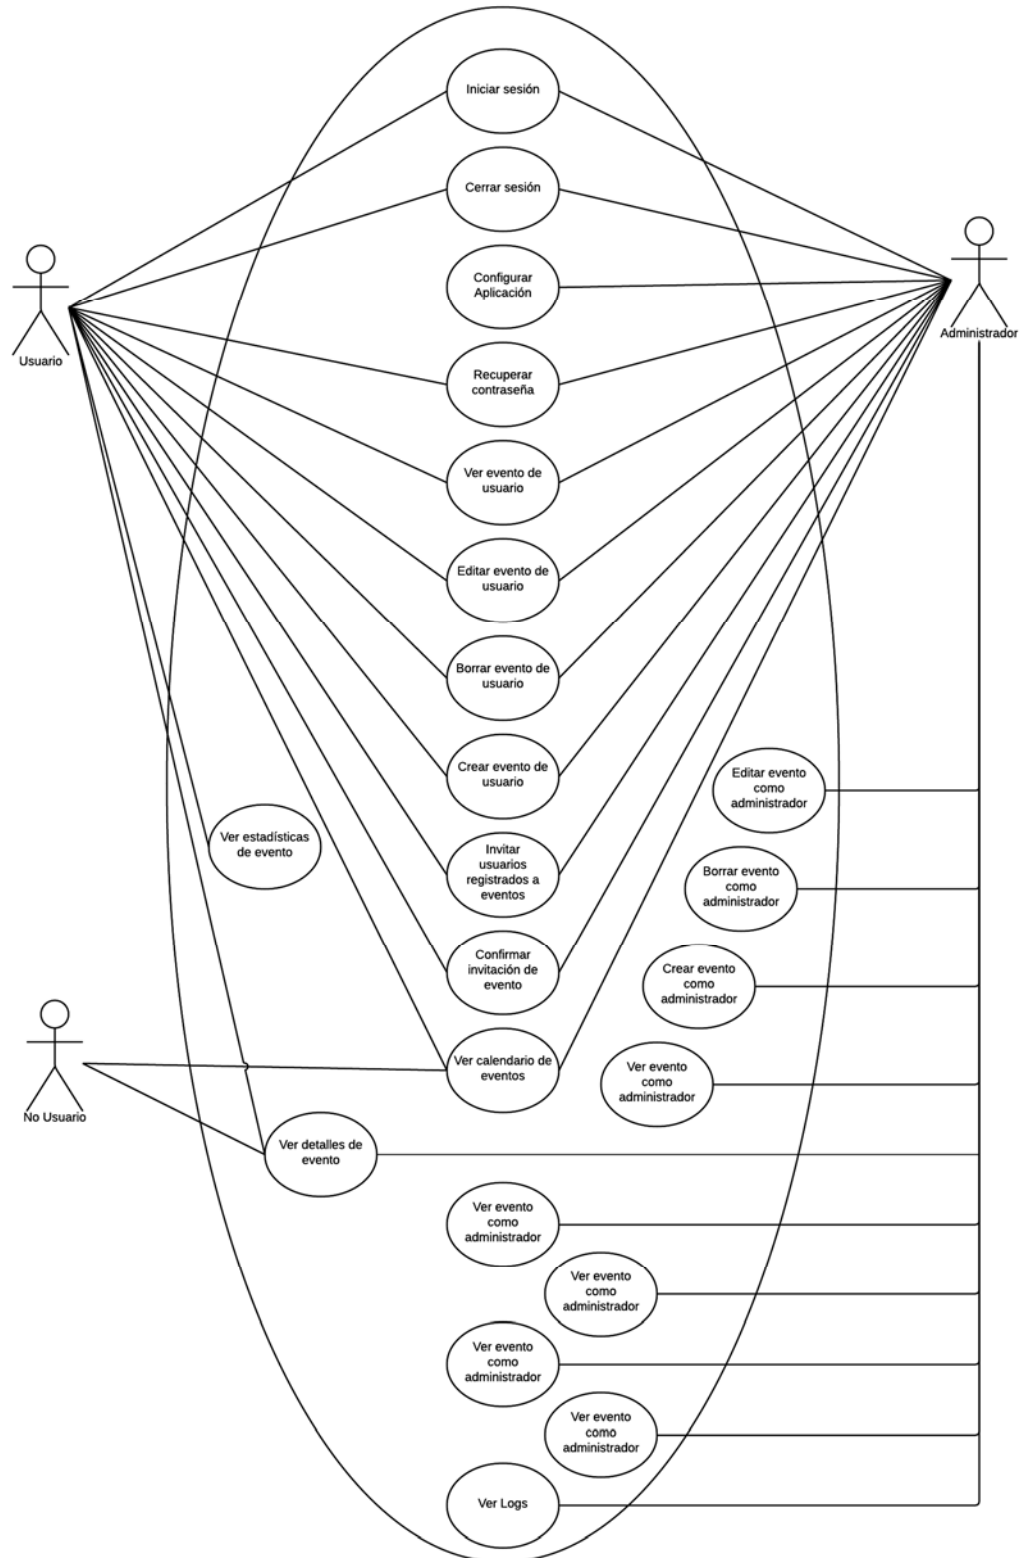 Iniciar sesión
Cerrar sesión
Configurar
Aplicación
Administrador
Usuario
Recuperar
contraseña
Ver evento de
usuario
Editar evento de
usuario
Borrar evento de
usuario
Crear evento de
usuario
Editar evento
como
administrador
Ver estadísticas
de evento
Invitar
usuarios
registrados a
eventos
Borrar evento
como
administrador
Confirmar
invitación de
evento
Crear evento
como
administrador
Ver calendario de
eventos
Ver evento
como
administrador
No Usuario
Ver detalles de
evento
Ver evento
como
administrador
Ver evento
como
administrador
Ver evento
como
administrador
Ver evento
como
administrador
Ver Logs